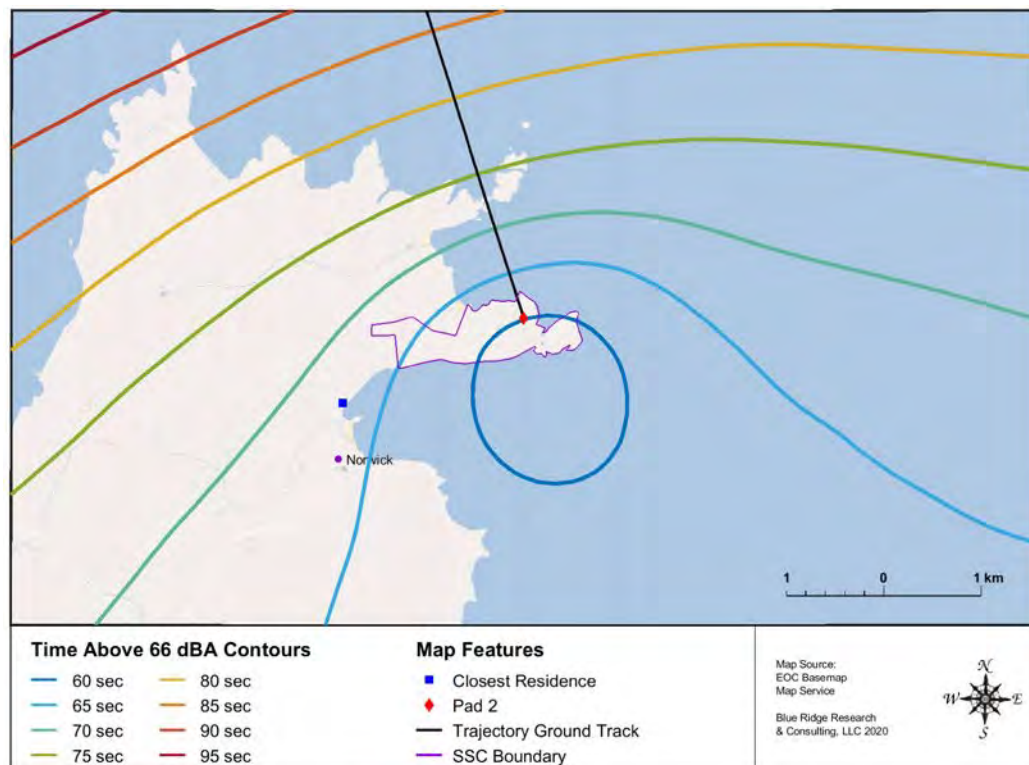 Norwick
1 0 1 km
Time Above 66 dBA Contours
60 sec
65 sec
70 sec
75 sec
80 sec
85 sec
90 sec
95 sec
Map Features
Closest Residence
Pad 2
Trajectory Ground Track
SSC Boundary
Map Source:
EOC Basemap
Map Service
Blue Ridge Research
& Consulting, LLC 2020
N
W E
S